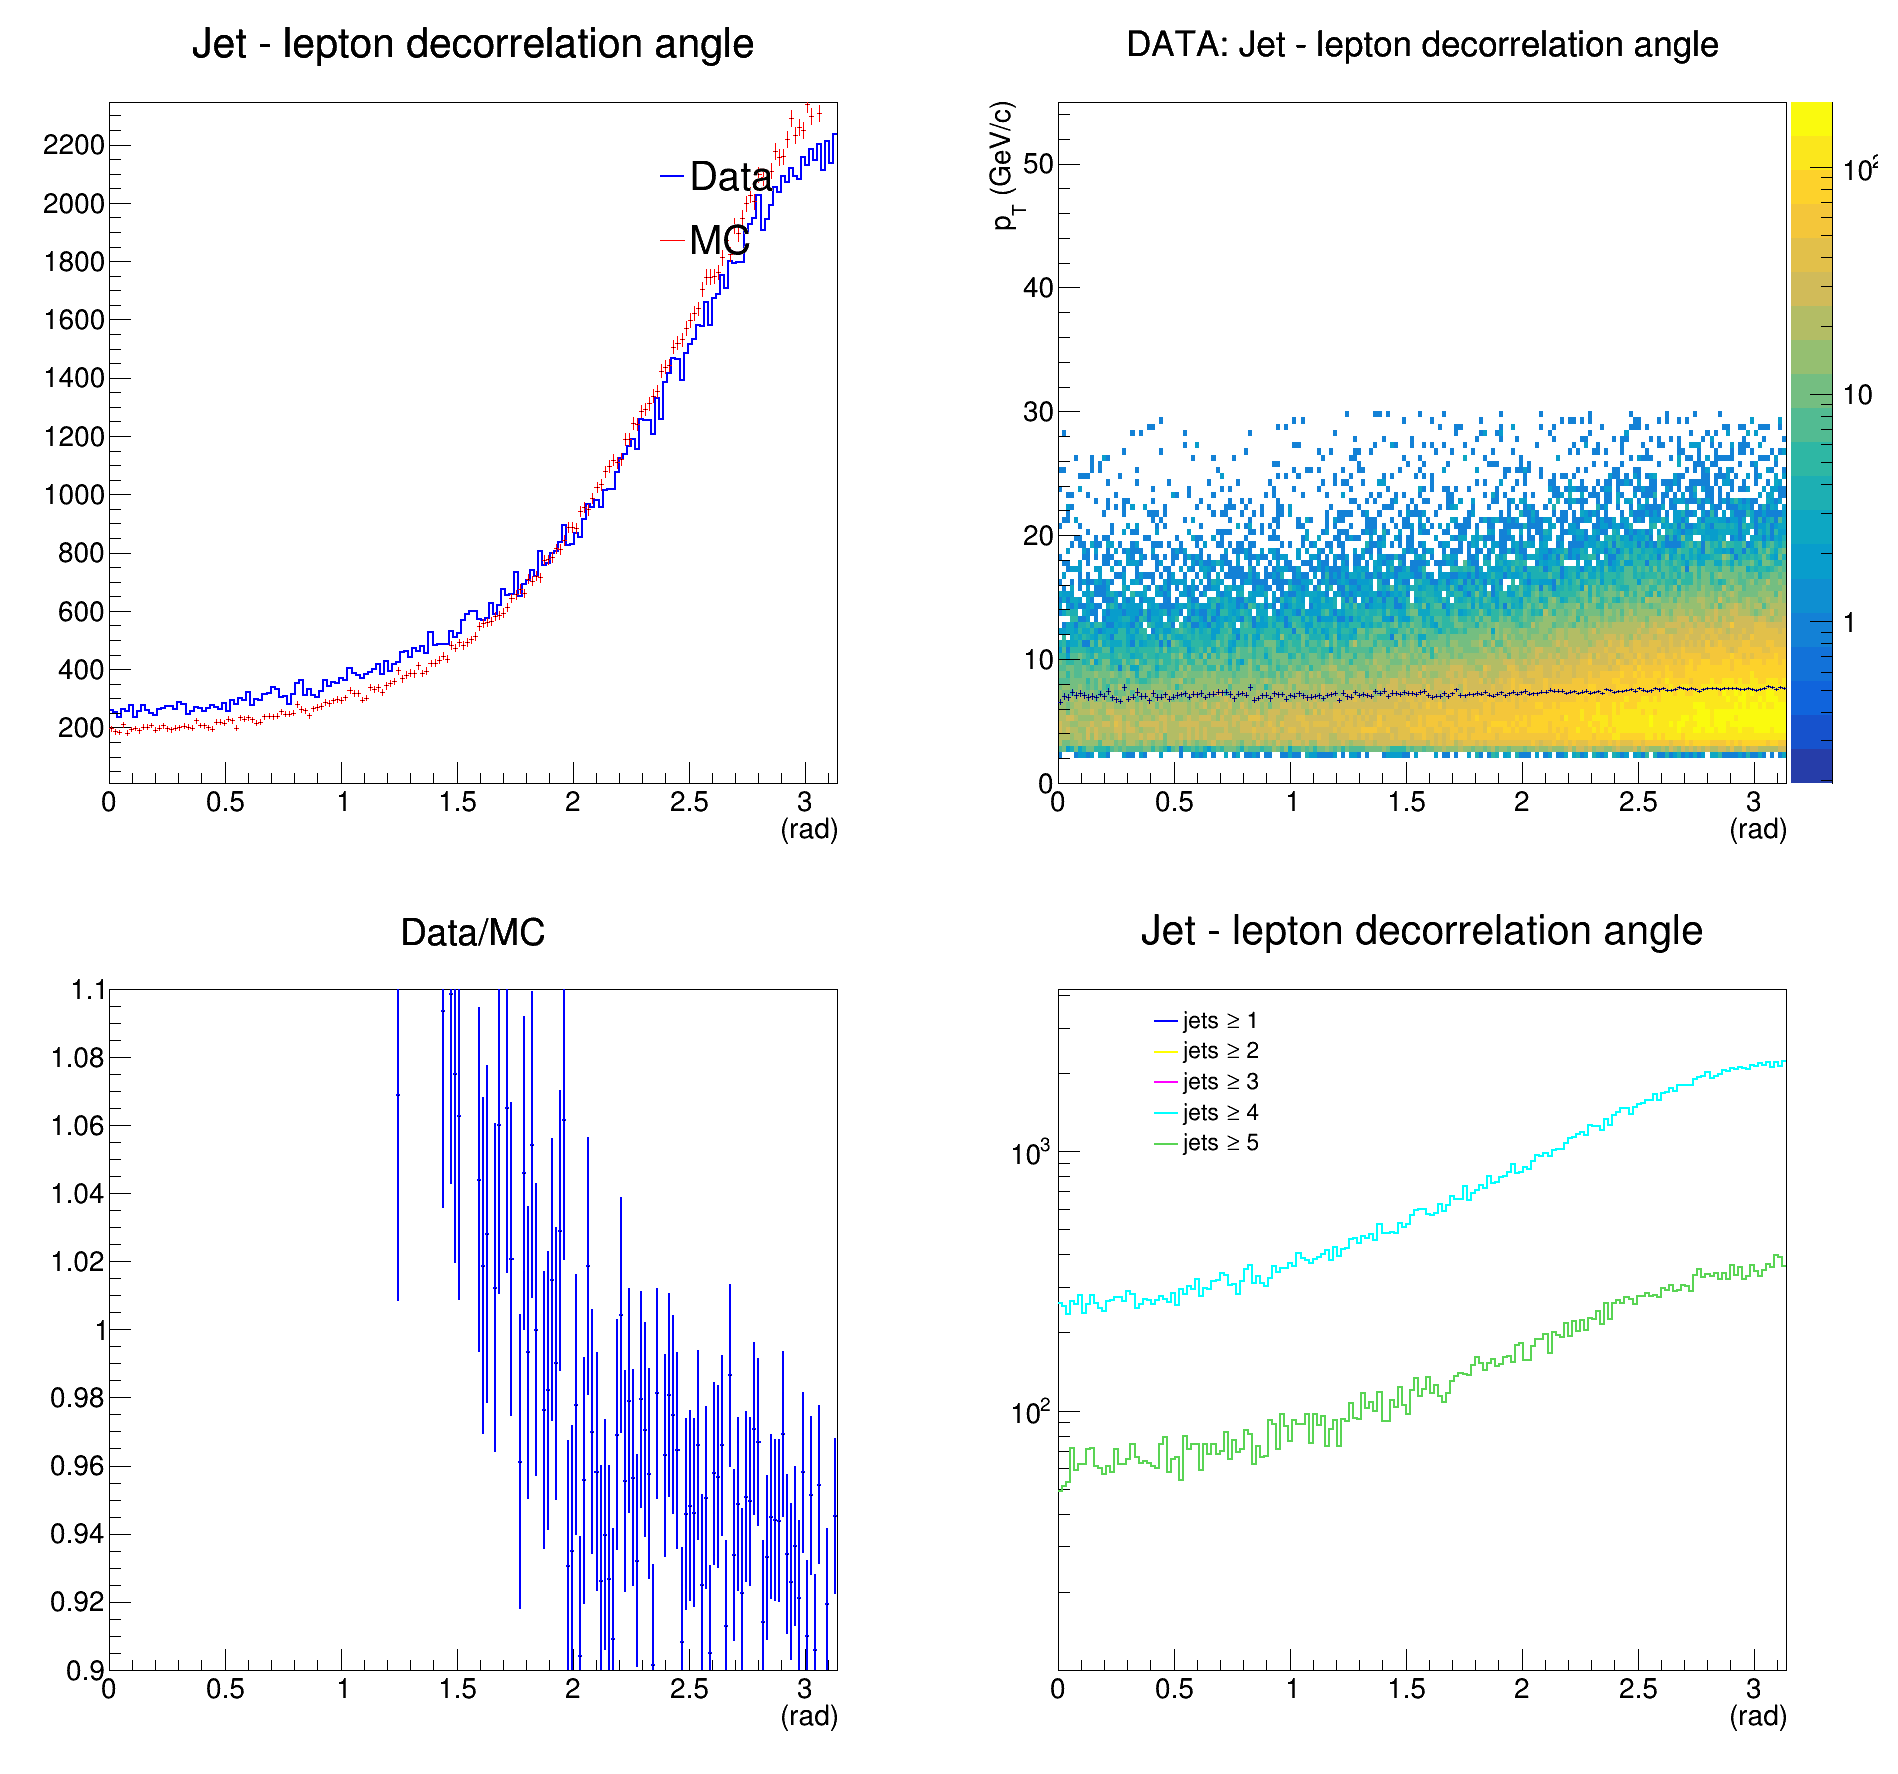 Jet - lepton decorrelation angle
2200
2000
1800
1600
1400
1200
1000
800
600
400
200
0 0.5 1 1.5 2 2.5 3
(rad)
Data
MC
DATA: Jet - lepton decorrelation angle
p_T (GeV/c)
50
40
30
20
10
0
0 0.5 1 1.5 2 2.5 3
(rad)
10²
10
1
Data/MC
1.1
1.08
1.06
1.04
1.02
1
0.98
0.96
0.94
0.92
0.9
0 0.5 1 1.5 2 2.5 3
(rad)
Jet - lepton decorrelation angle
jets ≥ 1
jets ≥ 2
jets ≥ 3
jets ≥ 4
jets ≥ 5
10³
10²
0 0.5 1 1.5 2 2.5 3
(rad)